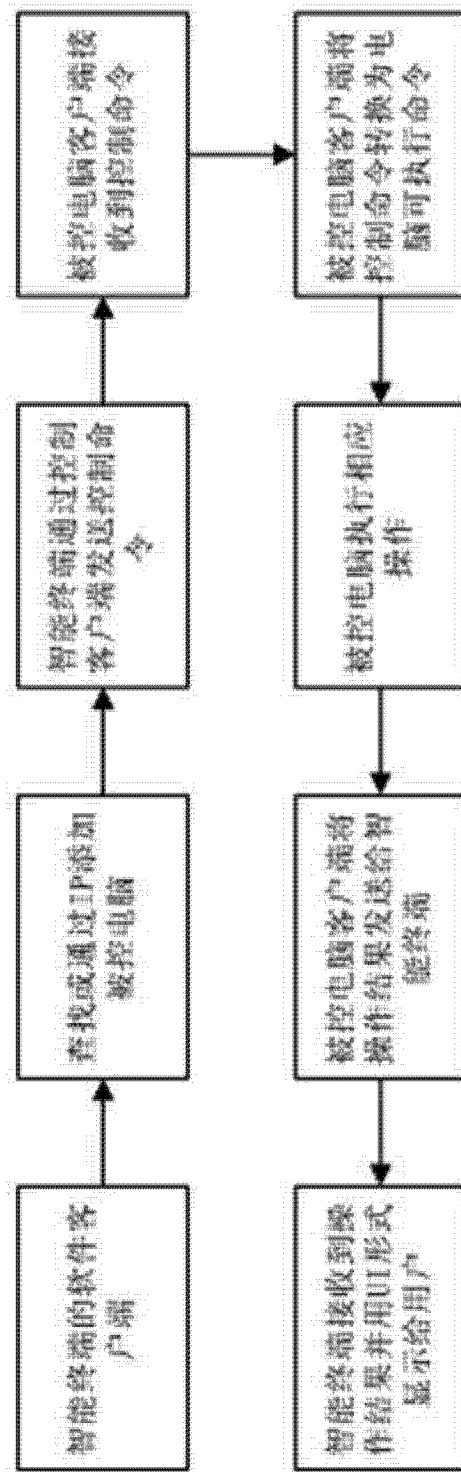 智能终端的软件客
户端
查找或通过IP添加
被控电脑
智能终端通过控制
客户端发送控制命
令
被控电脑客户端接
收到控制命令
被控电脑客户端将
控制命令转换为电
脑可执行命令
被控电脑执行相应
操作
被控电脑客户端将
操作结果发送给智
能终端
智能终端接收到操
作结果并用UI形式
显示给用户